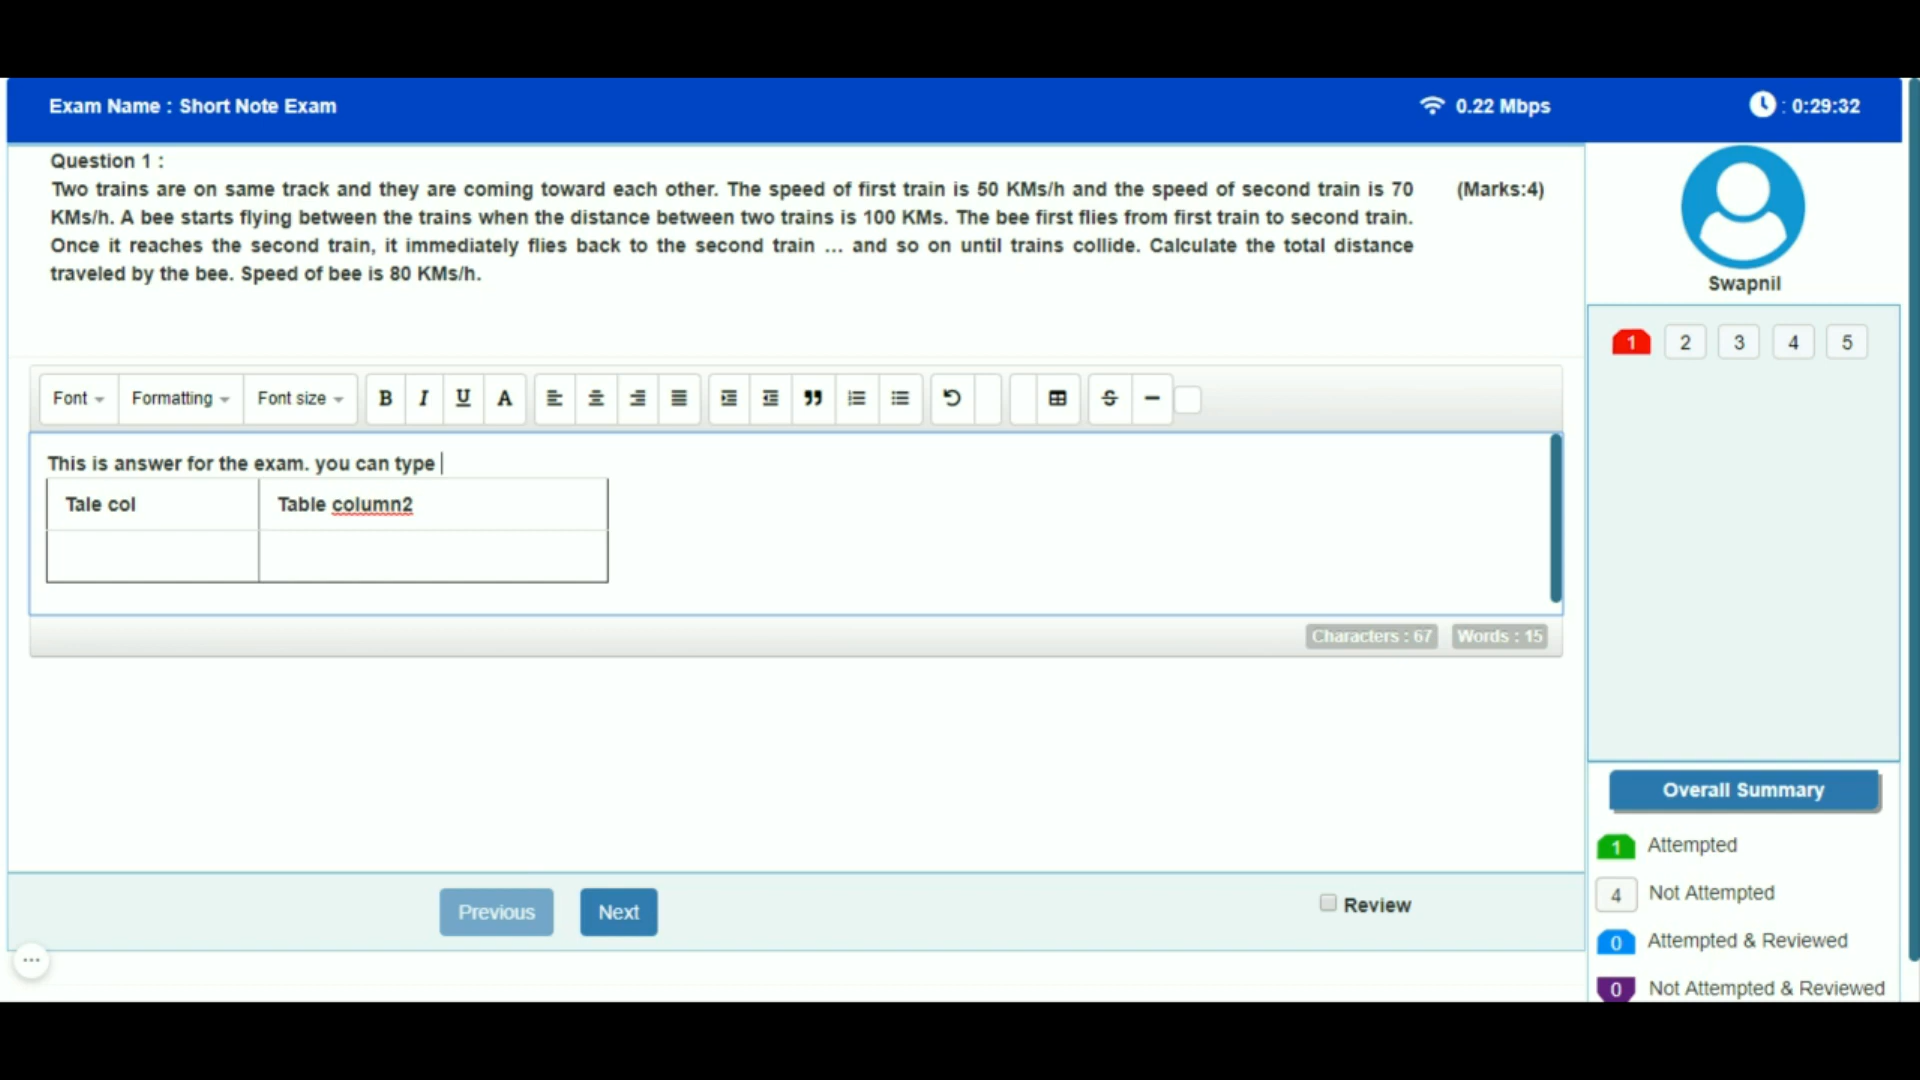 Exam Name : Short Note Exam
0.22 Mbps
: 0:29:32
Question 1 :
Two trains are on same track and they are coming toward each other. The speed of first train is 50 KMs/h and the speed of second train is 70
(Marks:4)
KMs/h. A bee starts flying between the trains when the distance between two trains is 100 KMs. The bee first flies from first train to second train.
Once it reaches the second train, it immediately flies back to the second train ... and so on until trains collide. Calculate the total distance
traveled by the bee. Speed of bee is 80 KMs/h.
Swapnil
1 2 3 4 5
Font Formatting Font size B I U A S
This is answer for the exam. you can type
Tale col Table column2
Characters : 67 Words : 15
Overall Summary
1 Attempted
4 Not Attempted
0 Attempted & Reviewed
0 Not Attempted & Reviewed
Previous Next Review